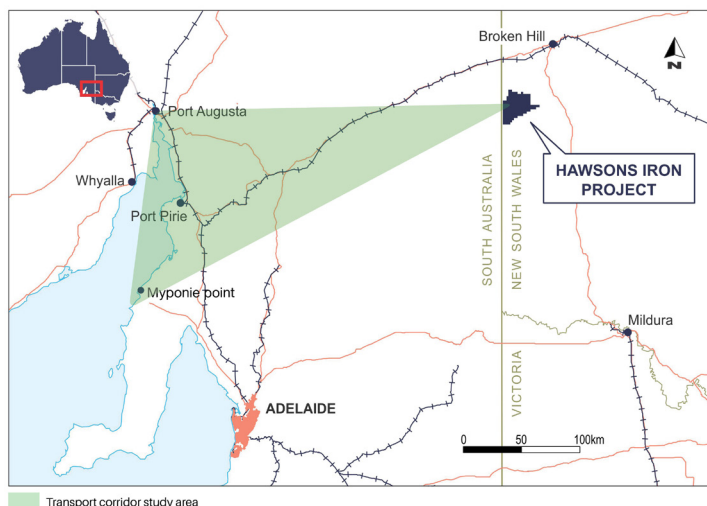 Broken Hill
N
Port Augusta
HAWSONS IRON
PROJECT
Whyalla
Port Pirie
SOUTH AUSTRALIA
NEW SOUTH WALES
Myponie point
Mildura
VICTORIA
ADELAIDE
0 50 100km
Transport corridor study area